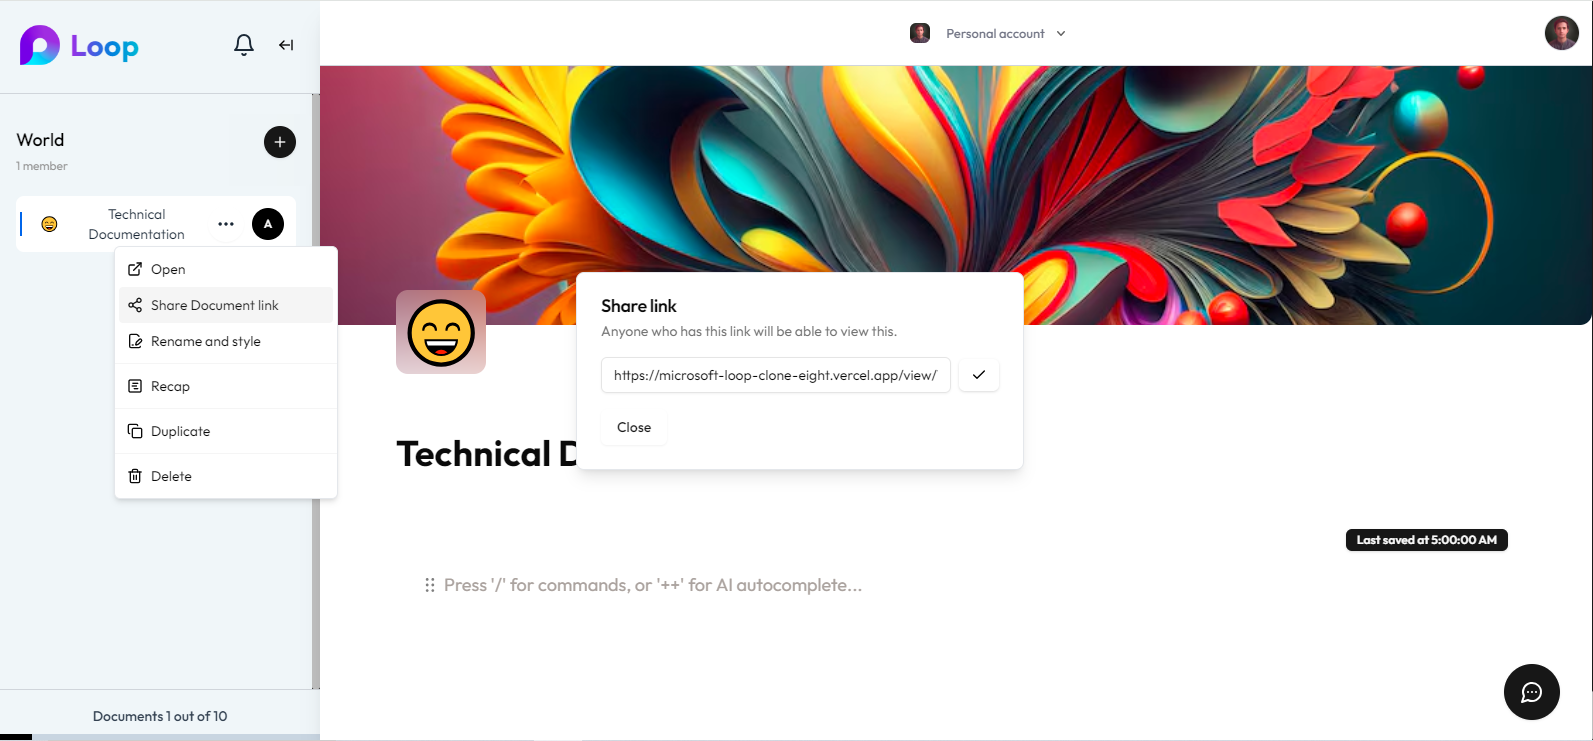 Loop
Personal account
World
1 member
Technical
Documentation
A
Open
Share Document link
Rename and style
Recap
Duplicate
Delete
Share link
Anyone who has this link will be able to view this.
https://microsoft-loop-clone-eight.vercel.app/view/
Close
Technical D
Last saved at 5:00:00 AM
Press '/' for commands, or '++' for AI autocomplete...
Documents 1 out of 10